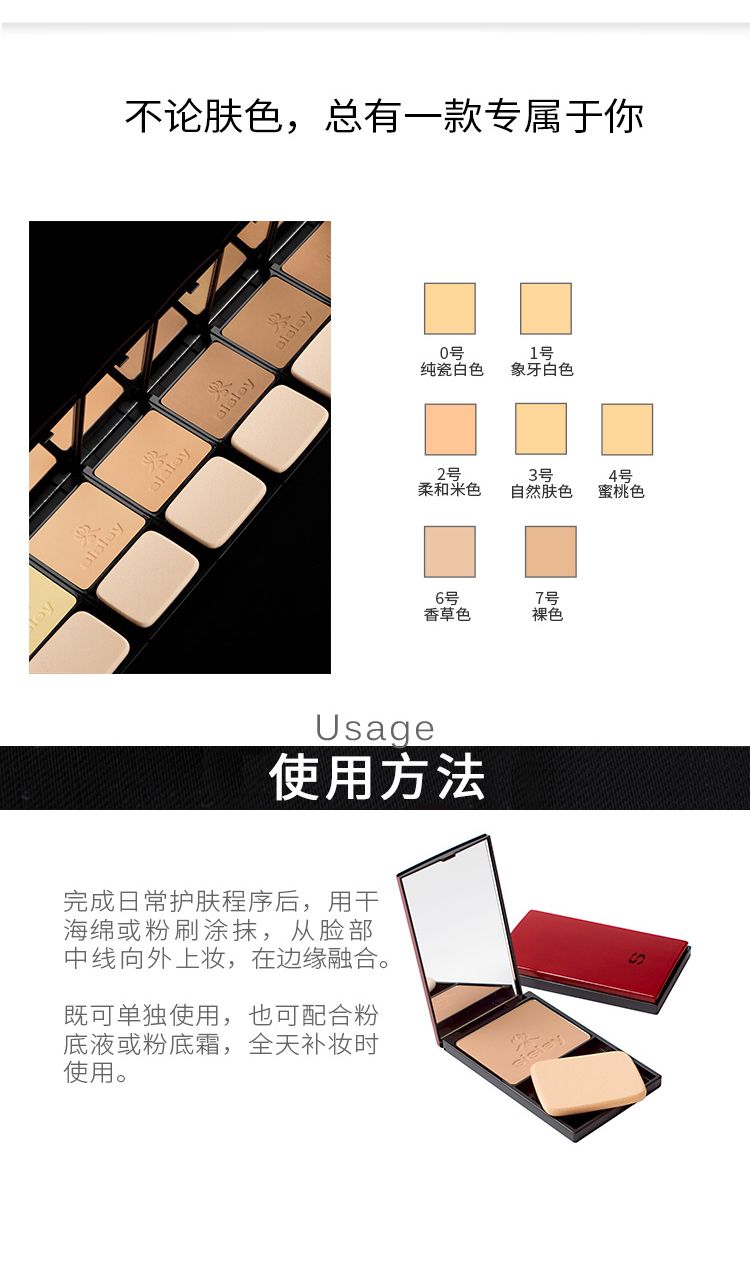 不论肤色，总有一款专属于你
sisley
sisley
sisley
sisley
0号
1号
纯瓷白色
象牙白色
2号
3号
4号
柔和米色
自然肤色
蜜桃色
6号
7号
香草色
裸色
Usage
使用方法
完成日常护肤程序后，用干
海绵或粉刷涂抹，从脸部
中线向外上妆，在边缘融合。
既可单独使用，也可配合粉
底液或粉底霜，全天补妆时
使用。
S
sisley